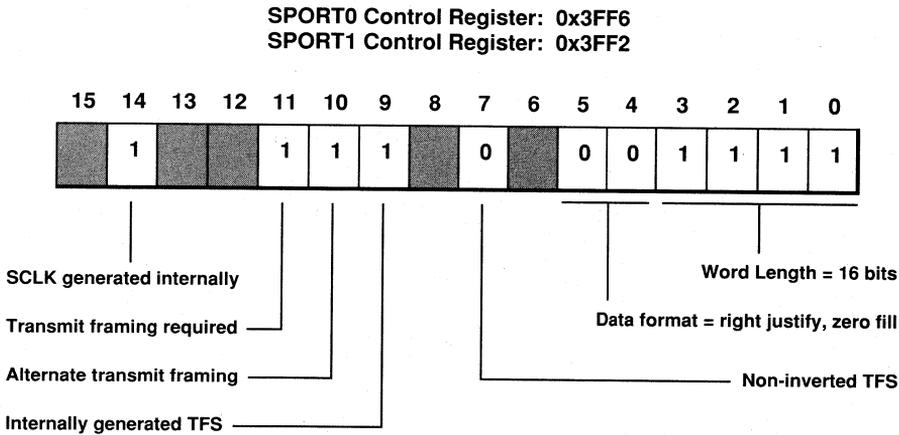 SPORT0 Control Register: 0x3FF6
SPORT1 Control Register: 0x3FF2
15 14 13 12 11 10 9 8 7 6 5 4 3 2 1 0
1 1 1 1 0 0 0 1 1 1 1
SCLK generated internally
Word Length = 16 bits
Transmit framing required
Data format = right justify, zero fill
Alternate transmit framing
Non-inverted TFS
Internally generated TFS